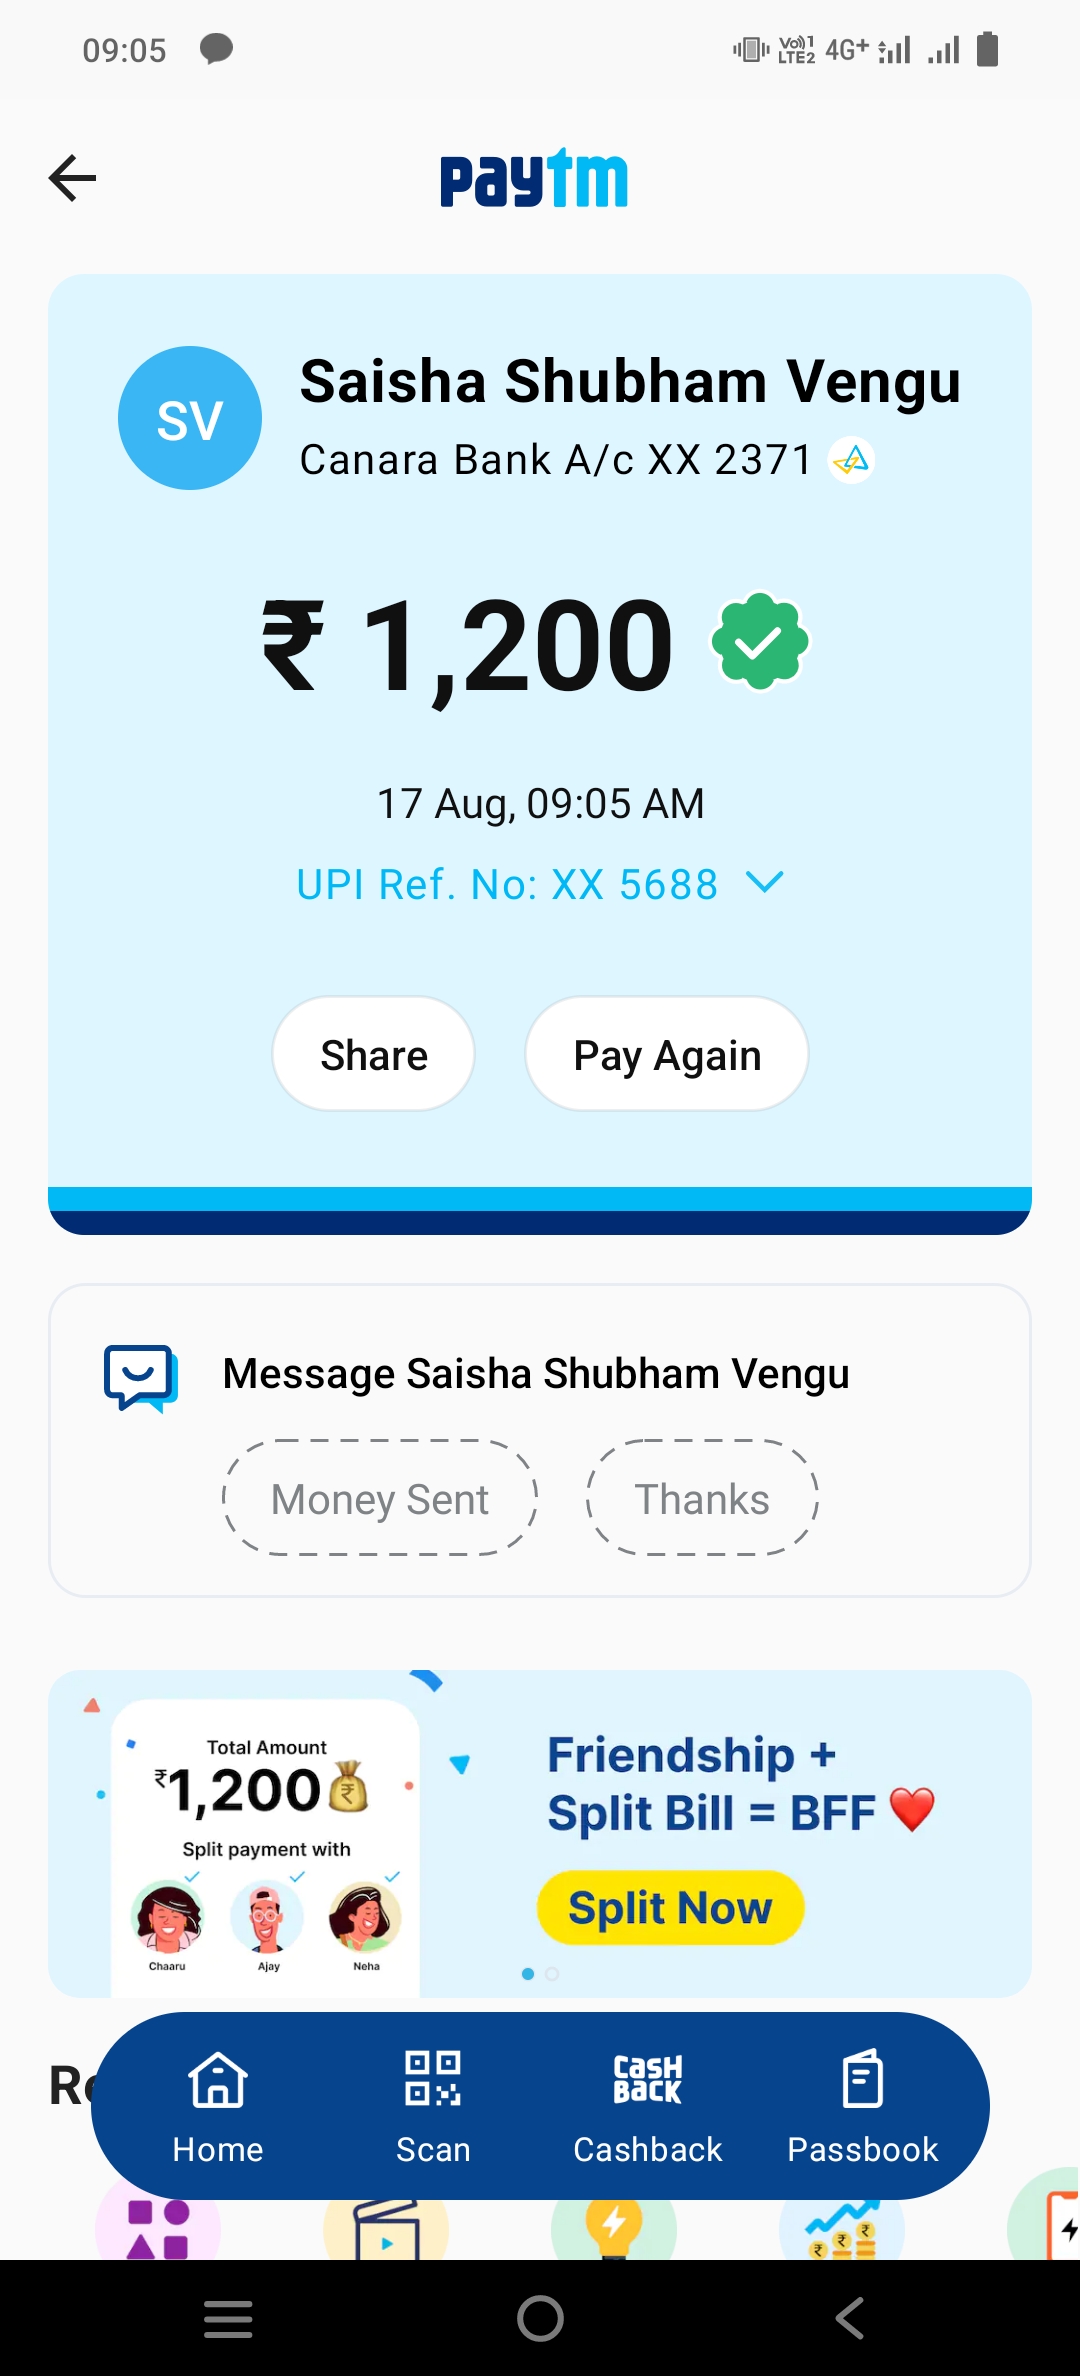 09:05
Vo))1
LTE2
4G+
paytm
SV
Saisha Shubham Vengu
Canara Bank A/c XX 2371
₹ 1,200
17 Aug, 09:05 AM
UPI Ref. No: XX 5688
Share
Pay Again
Message Saisha Shubham Vengu
Money Sent
Thanks
Total Amount
₹1,200
Split payment with
Chaaru
Ajay
Neha
Friendship +
Split Bill = BFF ❤️
Split Now
Home
Scan
CASH
BACK
Cashback
Passbook